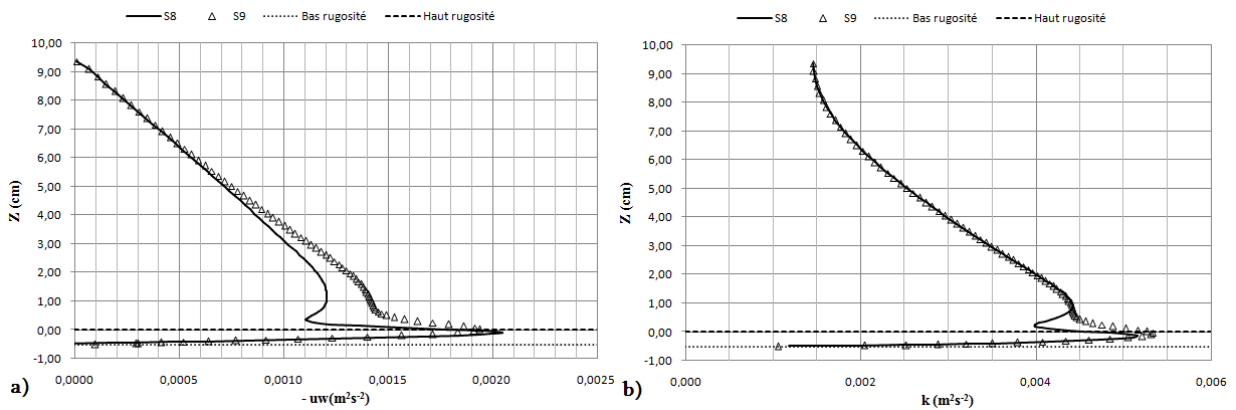 S8 S9 Bas rugosité Haut rugosité
10,00
9,00
8,00
7,00
6,00
5,00
4,00
3,00
2,00
1,00
0,00
-1,00
Z (cm)
0,0000 0,0005 0,0010 0,0015 0,0020 0,0025
a)
- uw(m²s-²)
S8 S9 Bas rugosité Haut rugosité
10,00
9,00
8,00
7,00
6,00
5,00
4,00
3,00
2,00
1,00
0,00
-1,00
Z (cm)
0,000 0,002 0,004 0,006
b)
k (m²s-²)